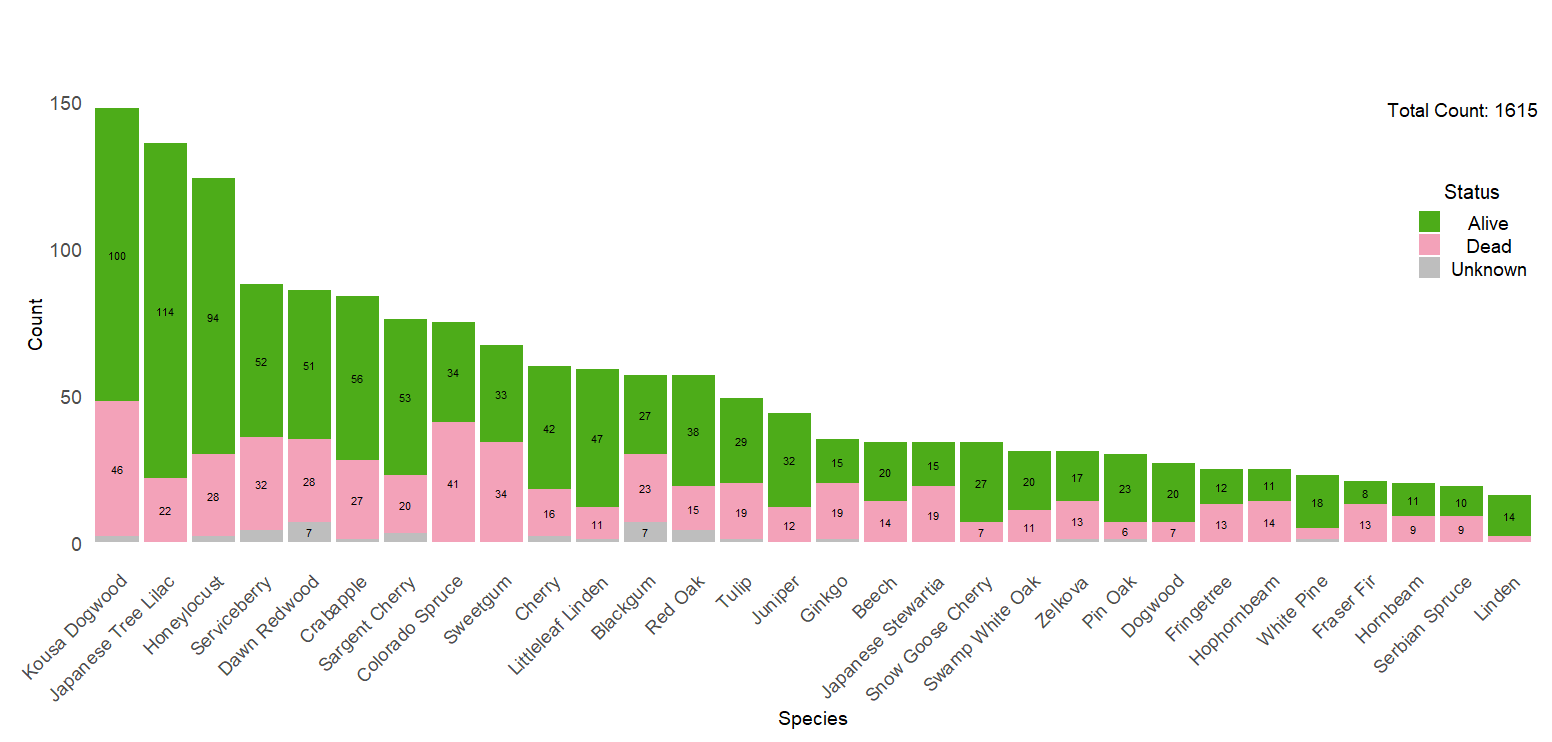 150
100
50
0
Count
Total Count: 1615
Status
Alive
Dead
Unknown
100
46
114
22
94
28
52
32
51
28
7
56
27
53
20
34
41
33
34
42
16
47
11
27
23
7
38
15
29
19
32
12
15
19
20
14
15
19
27
7
20
11
17
13
23
6
20
7
12
13
11
14
18
8
13
11
9
10
9
14
Kousa Dogwood
Japanese Tree Lilac
Honeylocust
Serviceberry
Dawn Redwood
Crabapple
Sargent Cherry
Colorado Spruce
Sweetgum
Cherry
Littleleaf Linden
Blackgum
Red Oak
Tulip
Juniper
Ginkgo
Beech
Japanese Stewartia
Snow Goose Cherry
Swamp White Oak
Zelkova
Pin Oak
Dogwood
Fringetree
Hophornbeam
White Pine
Fraser Fir
Hornbeam
Serbian Spruce
Linden
Species